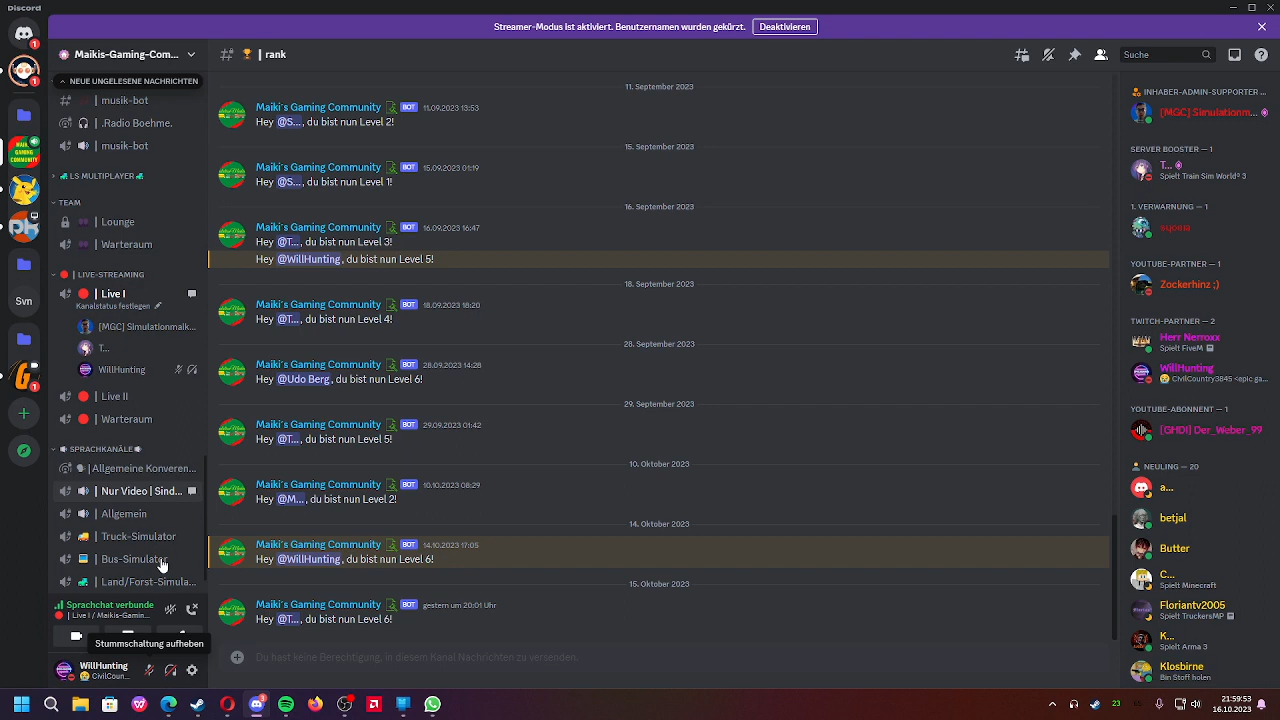 Discord
Streamer-Modus ist aktiviert. Benutzernamen wurden gekürzt.
Deaktivieren
Maikis-Gaming-Com...
| rank
Suche
NEUE UNGELESENE NACHRICHTEN
| musik-bot
.Radio Boehme.
| musik-bot
LS MULTIPLAYER
TEAM
| Lounge
| Warteraum
| LIVE-STREAMING
| Live I
Kanalstatus festlegen
[MGC] Simulationmaik...
T...
WillHunting
| Live II
| Warteraum
SPRACHKANÄLE
| Allgemeine Konveren...
| Nur Video | Sind...
| Allgemein
| Truck-Simulator
| Bus-Simulator
| Land/Forst-Simula...
Sprachchat verbunde
Live I / Maikis-Gamin...
Stummschaltung aufheben
WillHunting
CivilCoun...
11. September 2023
Maiki's Gaming Community BOT 11.09.2023 13:53
Hey @S..., du bist nun Level 2!
15. September 2023
Maiki's Gaming Community BOT 15.09.2023 01:19
Hey @S..., du bist nun Level 1!
16. September 2023
Maiki's Gaming Community BOT 16.09.2023 16:47
Hey @T..., du bist nun Level 3!
Hey @WillHunting, du bist nun Level 5!
18. September 2023
Maiki's Gaming Community BOT 18.09.2023 18:20
Hey @T..., du bist nun Level 4!
28. September 2023
Maiki's Gaming Community BOT 28.09.2023 14:28
Hey @Udo Berg, du bist nun Level 6!
29. September 2023
Maiki's Gaming Community BOT 29.09.2023 01:42
Hey @T..., du bist nun Level 5!
10. Oktober 2023
Maiki's Gaming Community BOT 10.10.2023 08:29
Hey @M..., du bist nun Level 2!
14. Oktober 2023
Maiki's Gaming Community BOT 14.10.2023 17:05
Hey @WillHunting, du bist nun Level 6!
15. Oktober 2023
Maiki's Gaming Community BOT gestern um 20:01 Uhr
Hey @T..., du bist nun Level 6!
Du hast keine Berechtigung, in diesem Kanal Nachrichten zu versenden.
INHABER-ADMIN-SUPPORTER ...
[MGC] Simulationm...
SERVER BOOSTER — 1
T...
Spielt Train Sim World® 3
1. VERWARNUNG — 1
YOUTUBE-PARTNER — 1
Zockerhinz ;)
TWITCH-PARTNER — 2
Herr Nerroxx
Spielt FiveM
WillHunting
CivilCountry3845 <epic ga...
YOUTUBE-ABONNENT — 1
[GHDI] Der_Weber_99
NEULING — 20
a...
betjal
Butter
C...
Spielt Minecraft
Floriantv2005
Spielt TruckersMP
K...
Spielt Arma 3
Klosbirne
Bin Stoff holen
MAIKIS GAMING COMMUNITY
Svn
23
21:59:53
16.10.2023